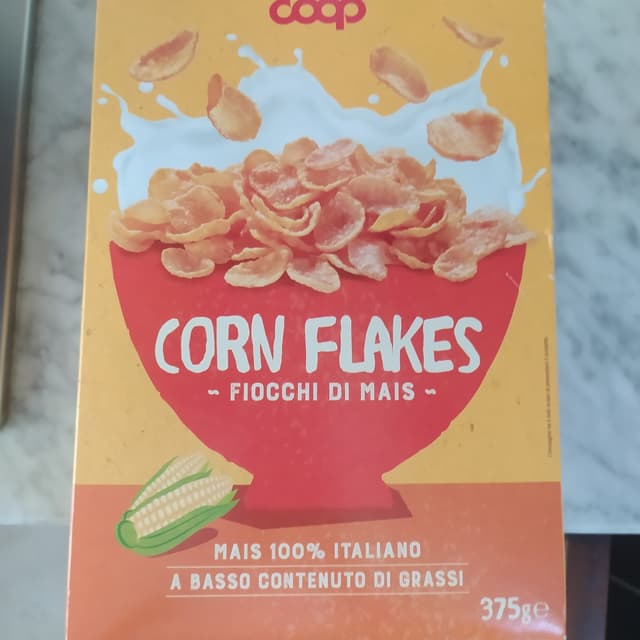 coop
CORN FLAKES
~ FIOCCHI DI MAIS ~
MAIS 100% ITALIANO
A BASSO CONTENUTO DI GRASSI
375g℮